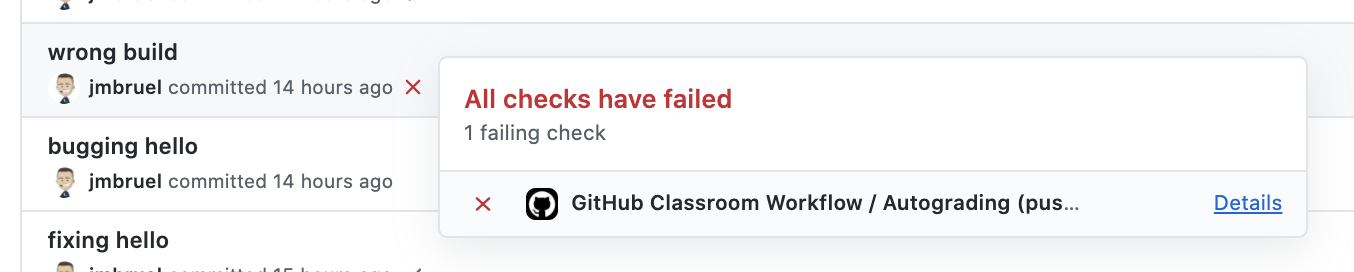 wrong build
jmbruel committed 14 hours ago
All checks have failed
1 failing check
bugging hello
jmbruel committed 14 hours ago
GitHub Classroom Workflow / Autograding (pus... Details
fixing hello